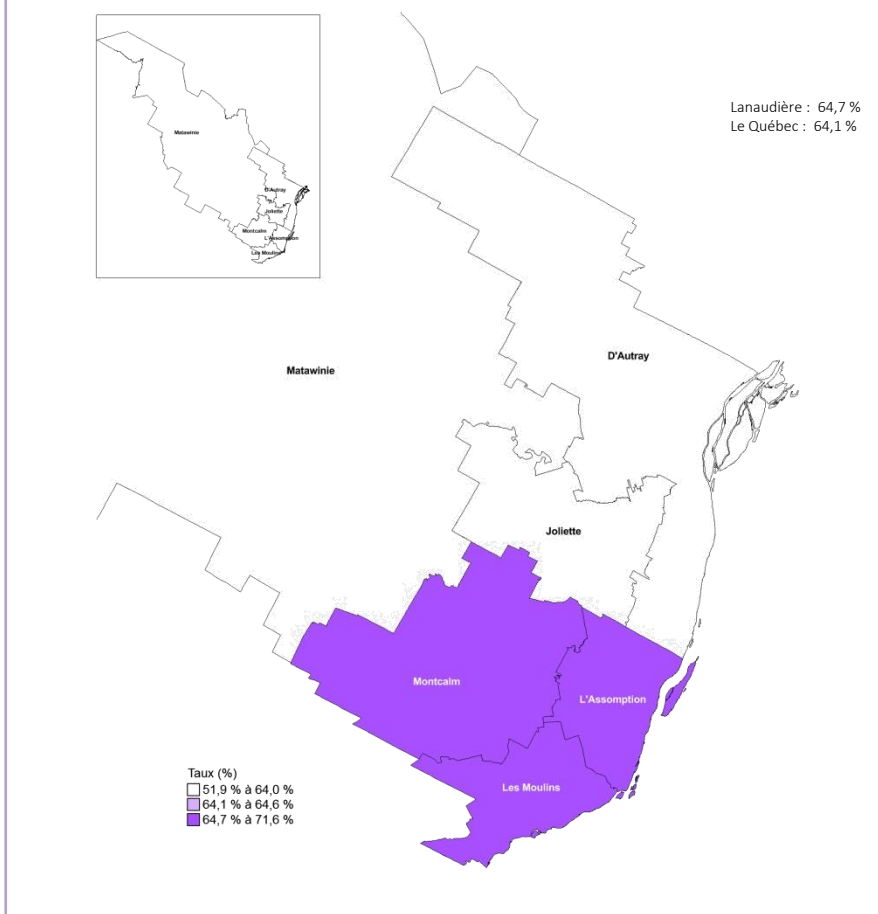 Matawinie
D'Autray
Joliette
Montcalm
L'Assomption
Les Moulins
Lanaudière : 64,7 %
Le Québec : 64,1 %
D'Autray
Matawinie
Joliette
Montcalm
L'Assomption
Les Moulins
Taux (%)
51,9 % à 64,0 %
64,1 % à 64,6 %
64,7 % à 71,6 %